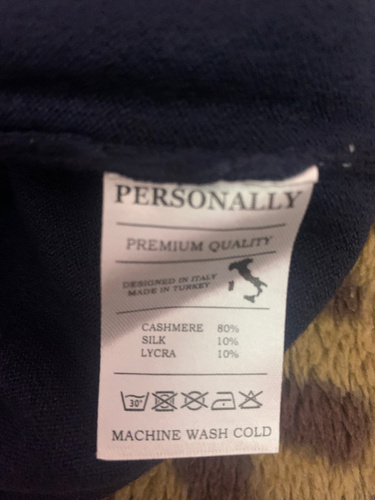 PERSONALLY
PREMIUM QUALITY
DESIGNED IN ITALY
MADE IN TURKEY
CASHMERE 80%
SILK 10%
LYCRA 10%
30°
MACHINE WASH COLD